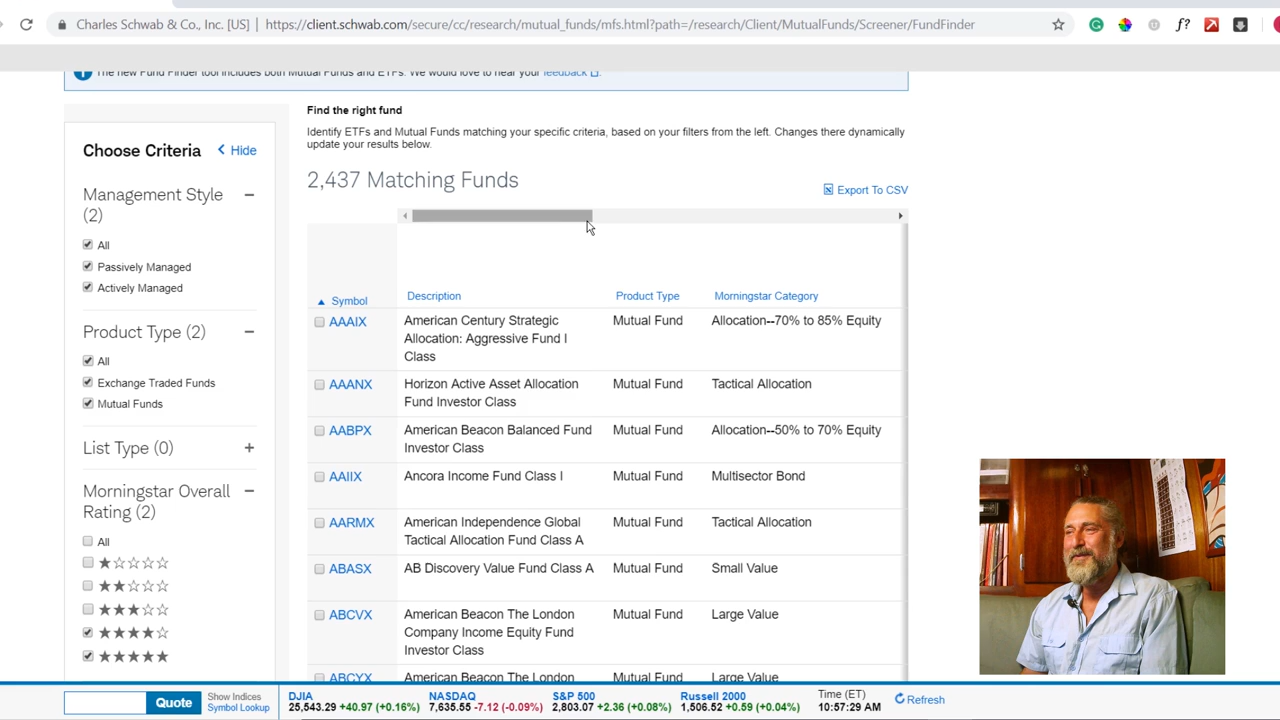 Charles Schwab & Co., Inc. [US] | https://client.schwab.com/secure/cc/research/mutual_funds/mfs.html?path=/research/Client/MutualFunds/Screener/FundFinder
f?
The new Fund Finder tool includes both Mutual Funds and ETFs. We would love to hear your feedback
Find the right fund
Identify ETFs and Mutual Funds matching your specific criteria, based on your filters from the left. Changes there dynamically
update your results below.
Choose Criteria
Hide
2,437 Matching Funds
Export To CSV
Management Style
(2)
All
Passively Managed
Actively Managed
Product Type (2)
All
Exchange Traded Funds
Mutual Funds
List Type (0)
Morningstar Overall
Rating (2)
All
Symbol Description Product Type Morningstar Category
AAAIX American Century Strategic Mutual Fund Allocation--70% to 85% Equity
Allocation: Aggressive Fund I
Class
AAANX Horizon Active Asset Allocation Mutual Fund Tactical Allocation
Fund Investor Class
AABPX American Beacon Balanced Fund Mutual Fund Allocation--50% to 70% Equity
Investor Class
AAIIX Ancora Income Fund Class I Mutual Fund Multisector Bond
AARMX American Independence Global Mutual Fund Tactical Allocation
Tactical Allocation Fund Class A
ABASX AB Discovery Value Fund Class A Mutual Fund Small Value
ABCVX American Beacon The London Mutual Fund Large Value
Company Income Equity Fund
Investor Class
ABCYX American Beacon The London Mutual Fund Large Value
Quote
Show Indices
Symbol Lookup
DJIA
25,543.29 +40.97 (+0.16%)
NASDAQ
7,635.55 -7.12 (-0.09%)
S&P 500
2,803.07 +2.36 (+0.08%)
Russell 2000
1,506.52 +0.59 (+0.04%)
Time (ET)
10:57:29 AM
Refresh